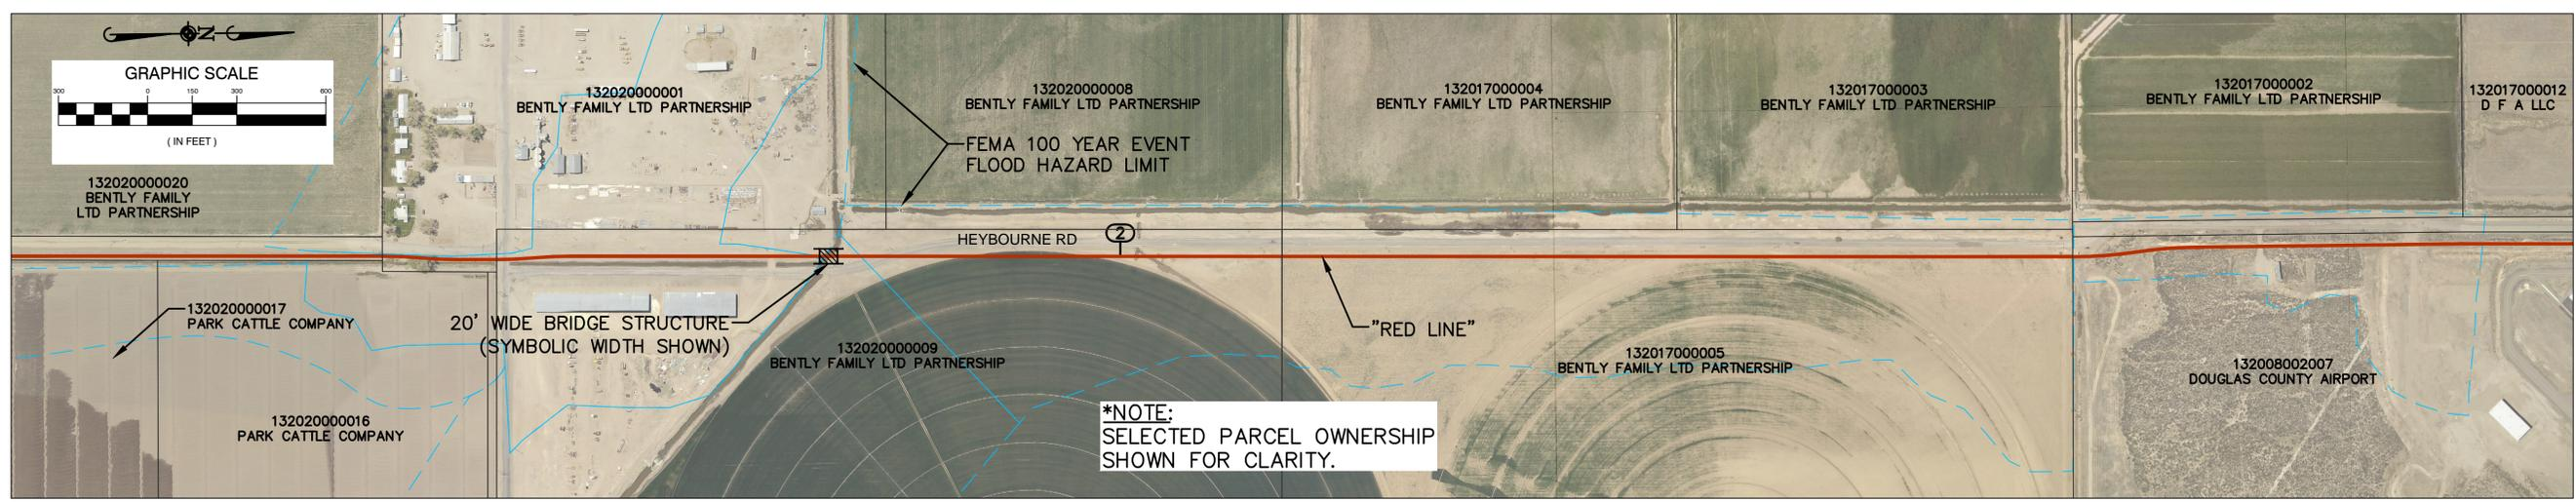 N
GRAPHIC SCALE
300 0 150 300 600
( IN FEET )
132020000020
BENTLY FAMILY
LTD PARTNERSHIP
132020000001
BENTLY FAMILY LTD PARTNERSHIP
132020000008
BENTLY FAMILY LTD PARTNERSHIP
132017000004
BENTLY FAMILY LTD PARTNERSHIP
132017000003
BENTLY FAMILY LTD PARTNERSHIP
132017000002
BENTLY FAMILY LTD PARTNERSHIP
132017000012
D F A LLC
FEMA 100 YEAR EVENT
FLOOD HAZARD LIMIT
HEYBOURNE RD
2
132020000017
PARK CATTLE COMPANY
20' WIDE BRIDGE STRUCTURE
(SYMBOLIC WIDTH SHOWN)
"RED LINE"
132020000009
BENTLY FAMILY LTD PARTNERSHIP
132017000005
BENTLY FAMILY LTD PARTNERSHIP
132008002007
DOUGLAS COUNTY AIRPORT
132020000016
PARK CATTLE COMPANY
*NOTE:
SELECTED PARCEL OWNERSHIP
SHOWN FOR CLARITY.